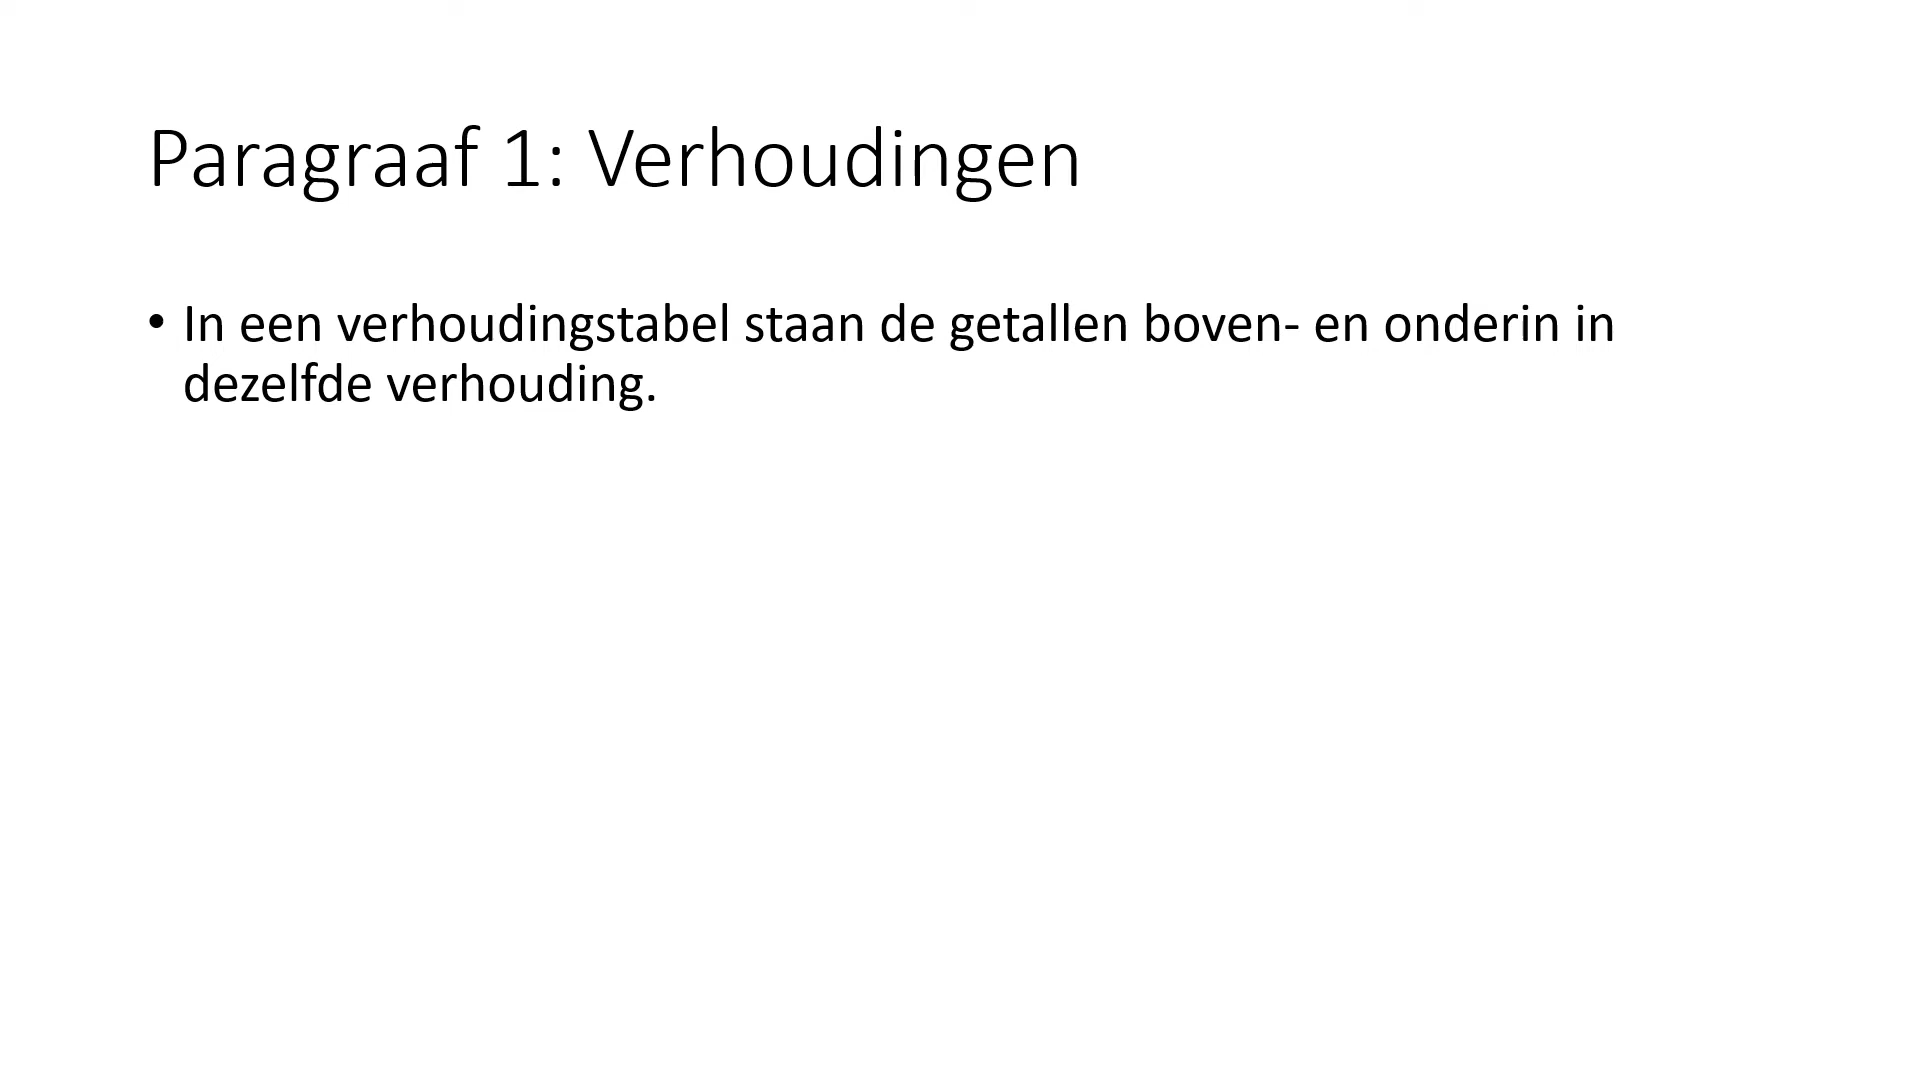 Paragraaf 1: Verhoudingen
• In een verhoudingstabel staan de getallen boven- en onderin in
dezelfde verhouding.